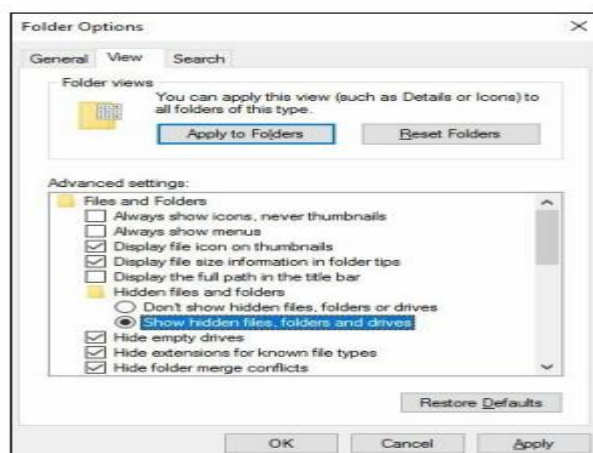 Folder Options
General View Search
Folder views
You can apply this view (such as Details or Icons) to
all folders of this type.
Apply to Folders Reset Folders
Advanced settings:
Files and Folders
Always show icons, never thumbnails
Always show menus
Display file icon on thumbnails
Display file size information in folder tips
Display the full path in the title bar
Hidden files and folders
Don't show hidden files, folders or drives
Show hidden files, folders and drives
Hide empty drives
Hide extensions for known file types
Hide folder merge conflicts
Restore Defaults
OK Cancel Apply